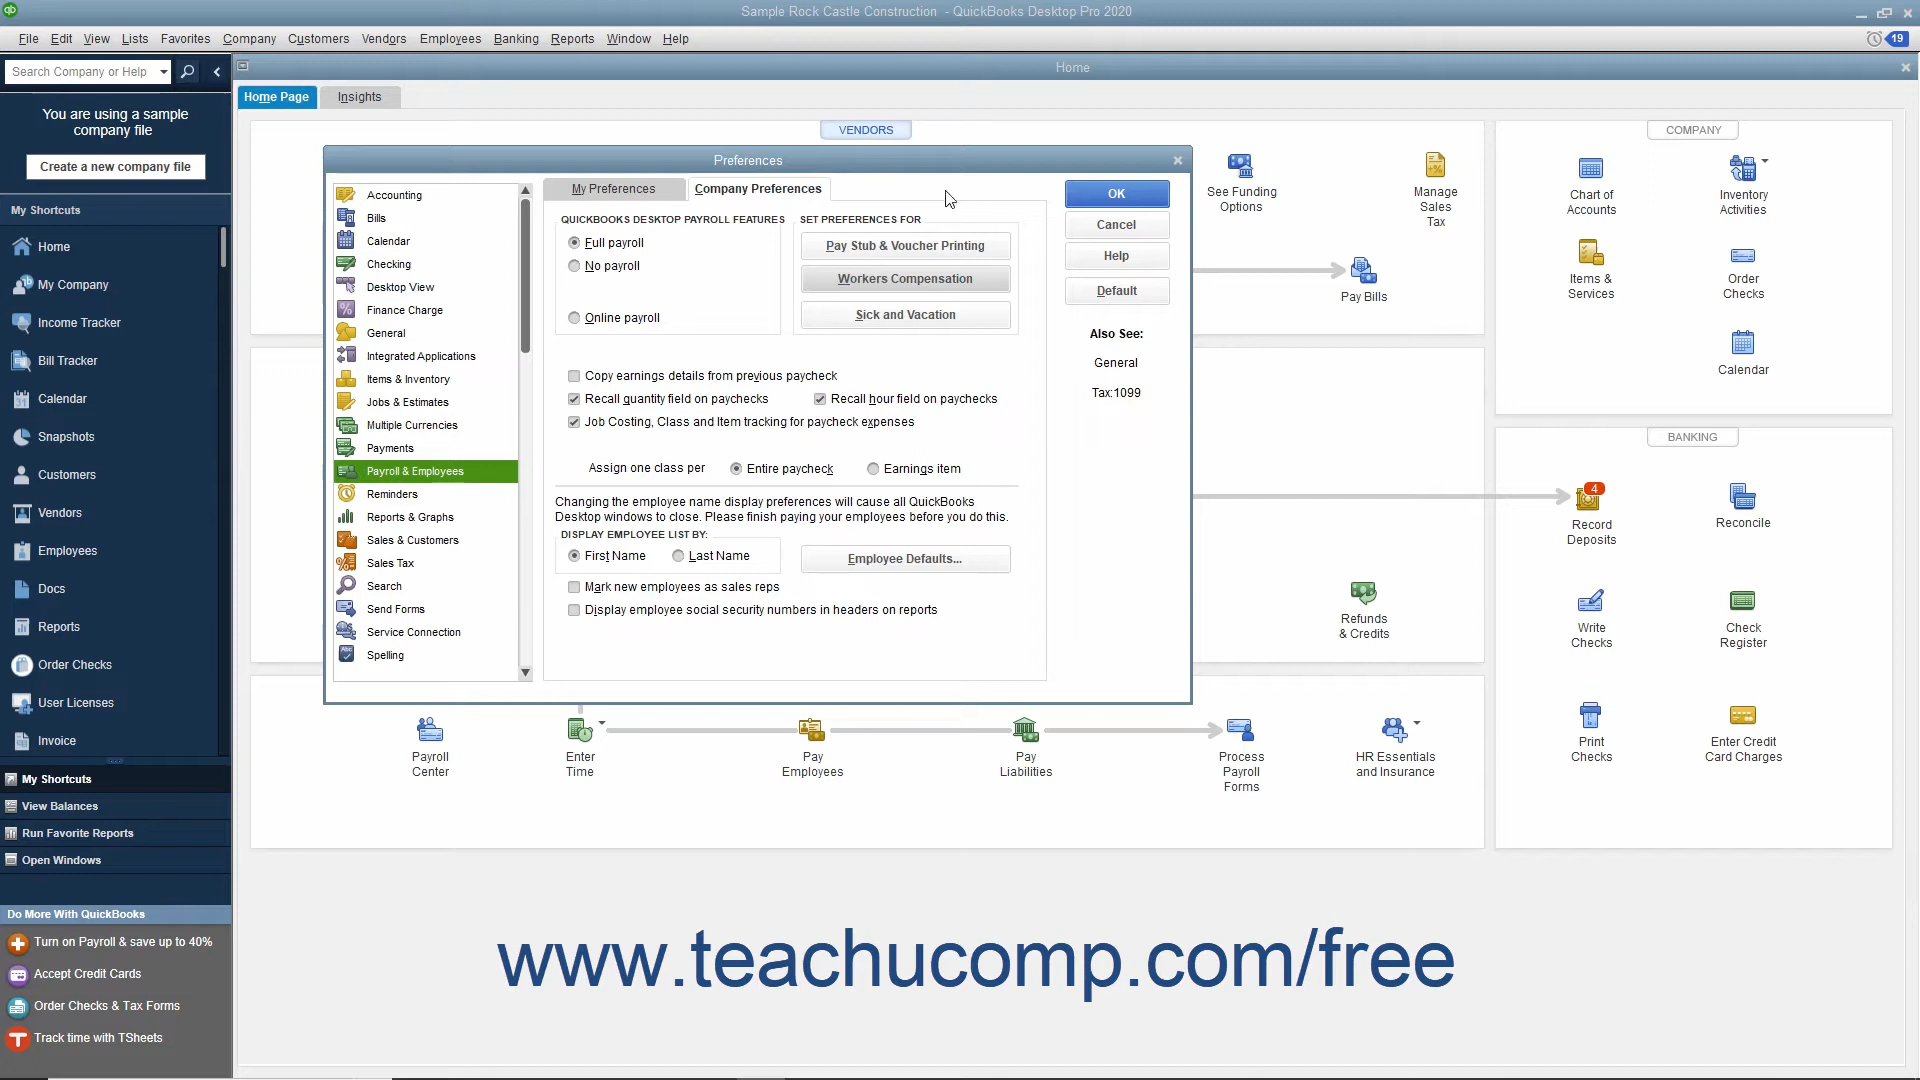 Sample Rock Castle Construction - QuickBooks Desktop Pro 2020
File Edit View Lists Favorites Company Customers Vendors Employees Banking Reports Window Help
19
Search Company or Help
Home
Home Page
Insights
You are using a sample
company file
Create a new company file
My Shortcuts
Home
My Company
Income Tracker
Bill Tracker
Calendar
Snapshots
Customers
Vendors
Employees
Docs
Reports
Order Checks
User Licenses
Invoice
My Shortcuts
View Balances
Run Favorite Reports
Open Windows
Do More With QuickBooks
Turn on Payroll & save up to 40%
Accept Credit Cards
Order Checks & Tax Forms
Track time with TSheets
VENDORS
Preferences
Accounting
Bills
Calendar
Checking
Desktop View
Finance Charge
General
Integrated Applications
Items & Inventory
Jobs & Estimates
Multiple Currencies
Payments
Payroll & Employees
Reminders
Reports & Graphs
Sales & Customers
Sales Tax
Search
Send Forms
Service Connection
Spelling
My Preferences
Company Preferences
QUICKBOOKS DESKTOP PAYROLL FEATURES
Full payroll
No payroll
Online payroll
SET PREFERENCES FOR
Pay Stub & Voucher Printing
Workers Compensation
Sick and Vacation
Copy earnings details from previous paycheck
Recall quantity field on paychecks
Recall hour field on paychecks
Job Costing, Class and Item tracking for paycheck expenses
Assign one class per
Entire paycheck
Earnings item
Changing the employee name display preferences will cause all QuickBooks
Desktop windows to close. Please finish paying your employees before you do this.
DISPLAY EMPLOYEE LIST BY:
First Name
Last Name
Employee Defaults...
Mark new employees as sales reps
Display employee social security numbers in headers on reports
OK
Cancel
Help
Default
Also See:
General
Tax:1099
See Funding
Options
Manage
Sales
Tax
Pay Bills
Refunds
& Credits
Payroll
Center
Enter
Time
Pay
Employees
Pay
Liabilities
Process
Payroll
Forms
HR Essentials
and Insurance
COMPANY
Chart of
Accounts
Inventory
Activities
Items &
Services
Order
Checks
Calendar
BANKING
4
Record
Deposits
Reconcile
Write
Checks
Check
Register
Print
Checks
Enter Credit
Card Charges
www.teachucomp.com/free